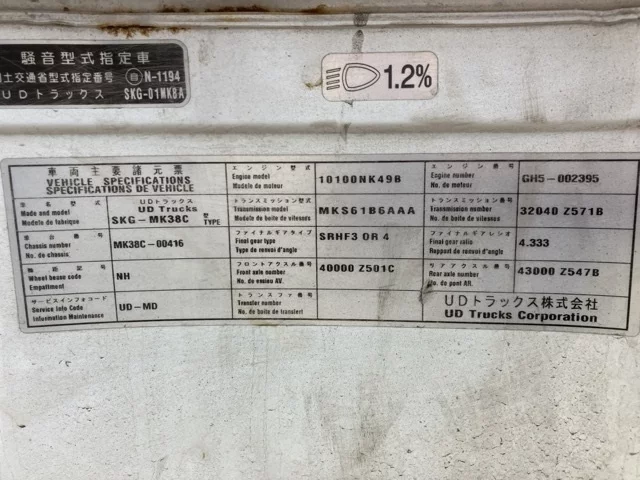 騒音型式指定車
国土交通省型式指定番号 自 N-1194
UDトラックス SKG-01MK8A
1.2%
車両主要諸元票
VEHICLE SPECIFICATIONS
SPECIFICATIONS DE VEHICLE
車名型式
Made and model
Modele de fabrique
UDトラックス
UD Trucks
SKG-MK38C 型 TYPE
車台番号
Chassis number
No. de chassis
MK38C-00416
軸距記号
Wheel base code
Empattement
NH
サービスインフォコード
Service Info Code
Information Maintenance
UD-MD
エンジン型式
Engine model
Modele de moteur
10100NK49B
トランスミッション型式
Transmission model
Modele de boite de vitesses
MKS61B6AAA
ファイナルギアタイプ
Final gear type
Type de renvoi d'angle
SRHF3 OR 4
フロントアクスル番号
Front axle number
No. de essieu AV.
40000 Z501C
トランスファ番号
Transfer number
No. de boite de transfert
エンジン番号
Engine number
No. de moteur
GH5-002395
トランスミッション番号
Transmission number
No. de boite de vitesses
32040 Z571B
ファイナルギアレシオ
Final gear ratio
Rapport de renvoi d'angle
4.333
リアアクスル番号
Rear axle number
No. de pont AR.
43000 Z547B
UDトラックス株式会社
UD Trucks Corporation